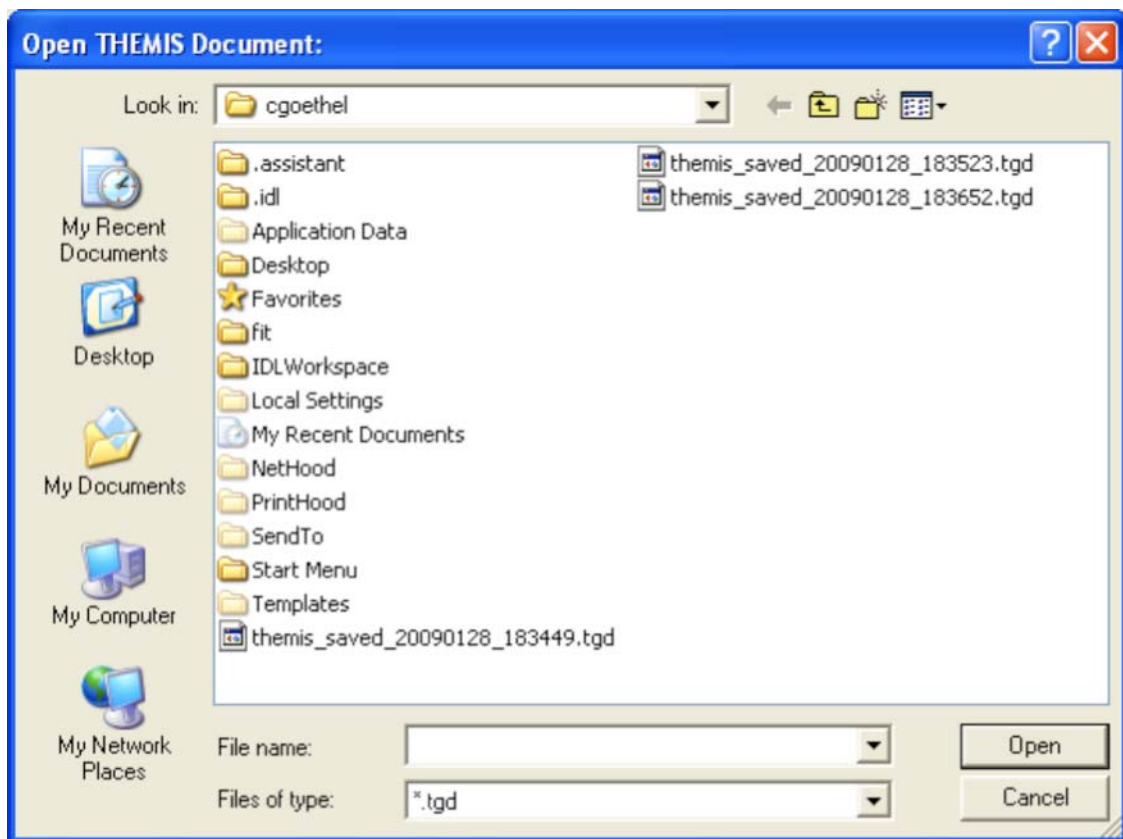 Open THEMIS Document:
Look in:
cgoethel
My Recent
Documents
Desktop
My Documents
My Computer
My Network
Places
.assistant
.idl
Application Data
Desktop
Favorites
fit
IDLWorkspace
Local Settings
My Recent Documents
NetHood
PrintHood
SendTo
Start Menu
Templates
themis_saved_20090128_183449.tgd
themis_saved_20090128_183523.tgd
themis_saved_20090128_183652.tgd
File name:
Open
Files of type:
*.tgd
Cancel